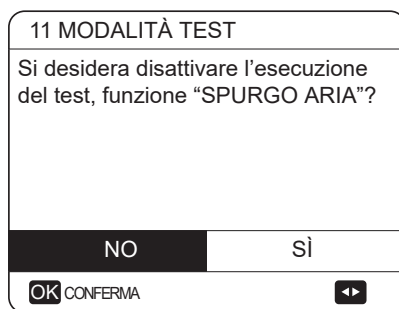 11 MODALITÀ TEST
Si desidera disattivare l’esecuzione
del test, funzione “SPURGO ARIA”?
NO SÌ
OK CONFERMA